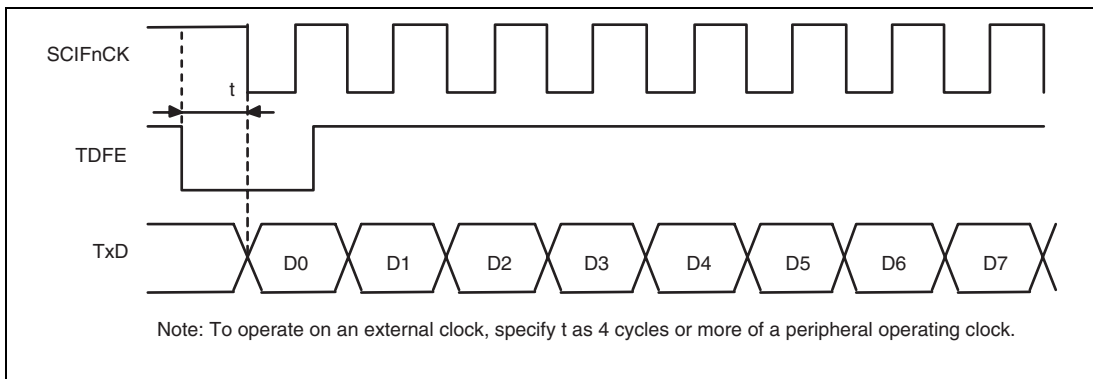 SCIFnCK
t
TDFE
TxD
D0 D1 D2 D3 D4 D5 D6 D7
Note: To operate on an external clock, specify t as 4 cycles or more of a peripheral operating clock.